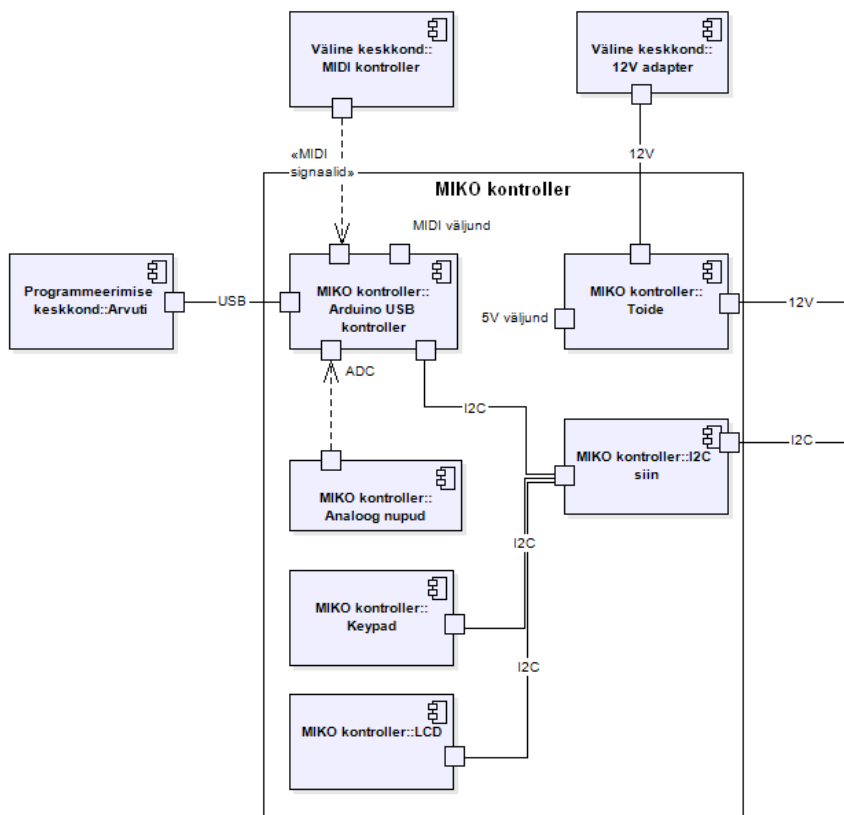 Väline keskkond::
MIDI kontroller
Väline keskkond::
12V adapter
«MIDI
signaalid»
12V
MIKO kontroller
MIDI väljund
Programmeerimise
keskkond::Arvuti
USB
MIKO kontroller::
Arduino USB
kontroller
5V väljund
MIKO kontroller::
Toide
12V
ADC
I2C
MIKO kontroller::I2C
siin
I2C
MIKO kontroller::
Analoog nupud
I2C
MIKO kontroller::
Keypad
I2C
MIKO kontroller::LCD